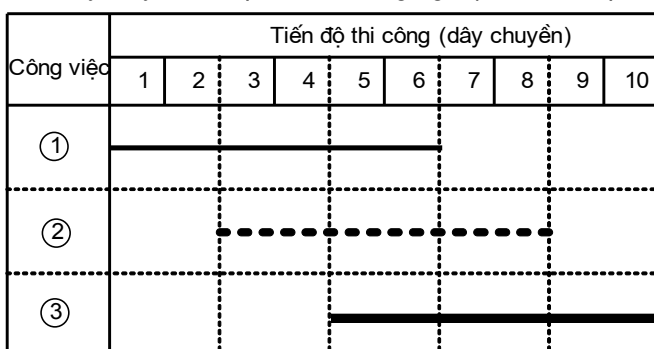 Tiến độ thi công (dây chuyền)
Công việc
1 2 3 4 5 6 7 8 9 10
①
②
③